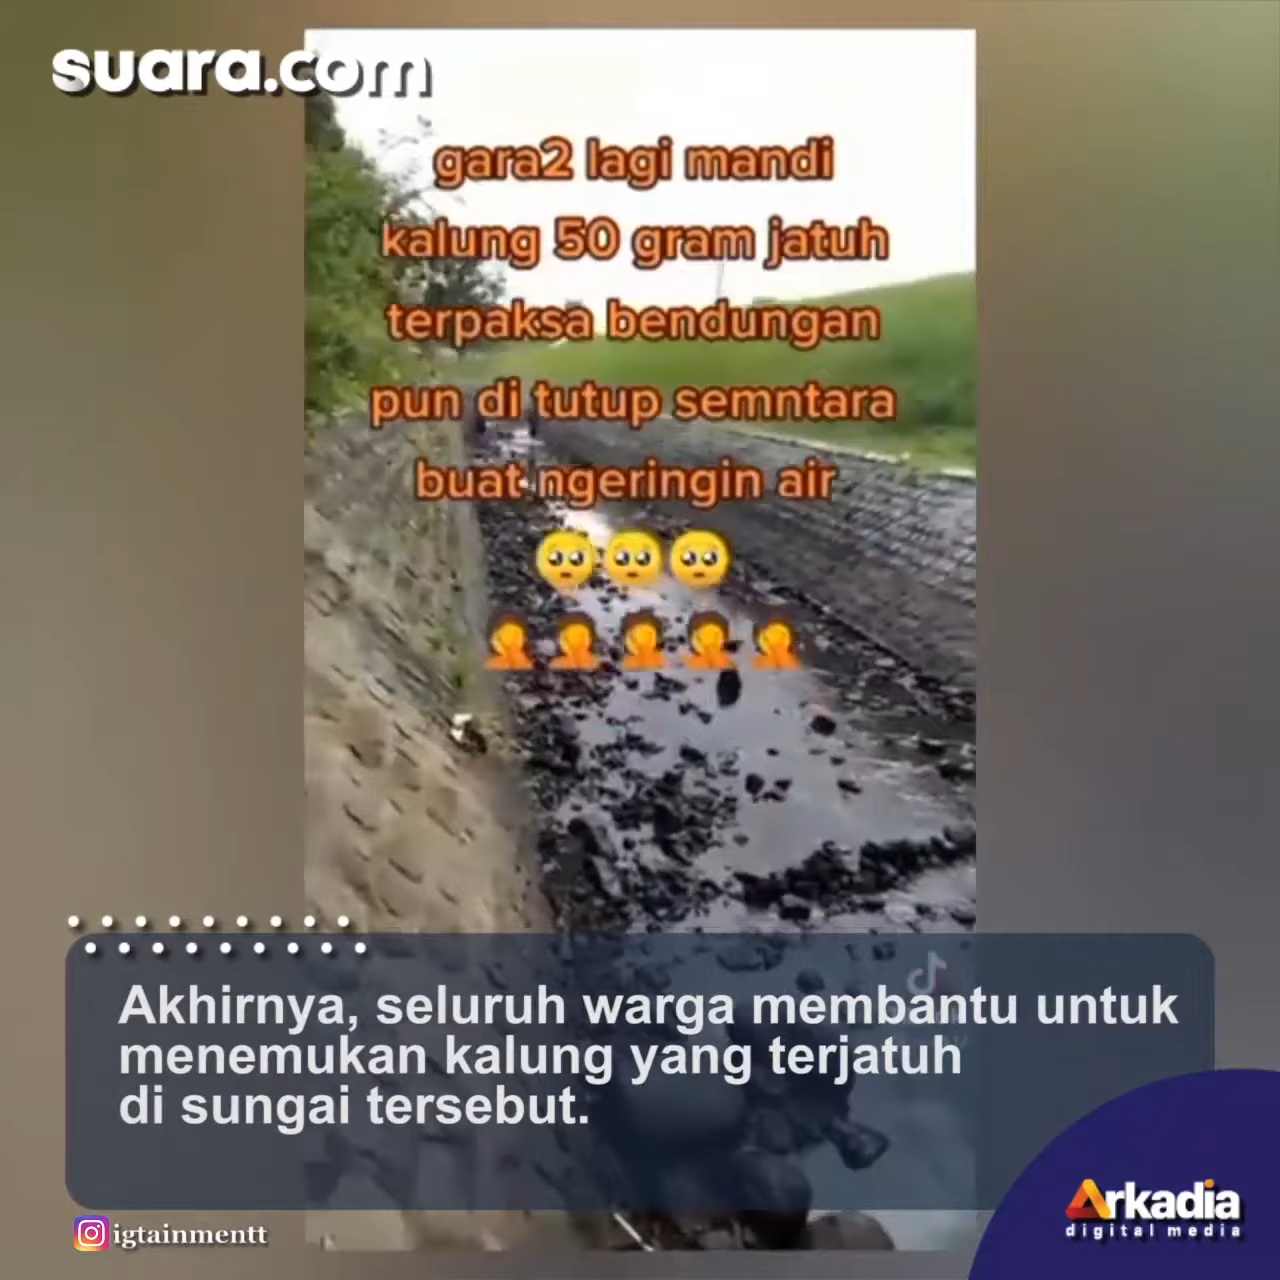 suara.com
gara2 lagi mandi
kalung 50 gram jatuh
terpaksa bendungan
pun di tutup semntara
buat ngeringin air
Akhirnya, seluruh warga membantu untuk
menemukan kalung yang terjatuh
di sungai tersebut.
igtainmentt
Arkadia
digital media